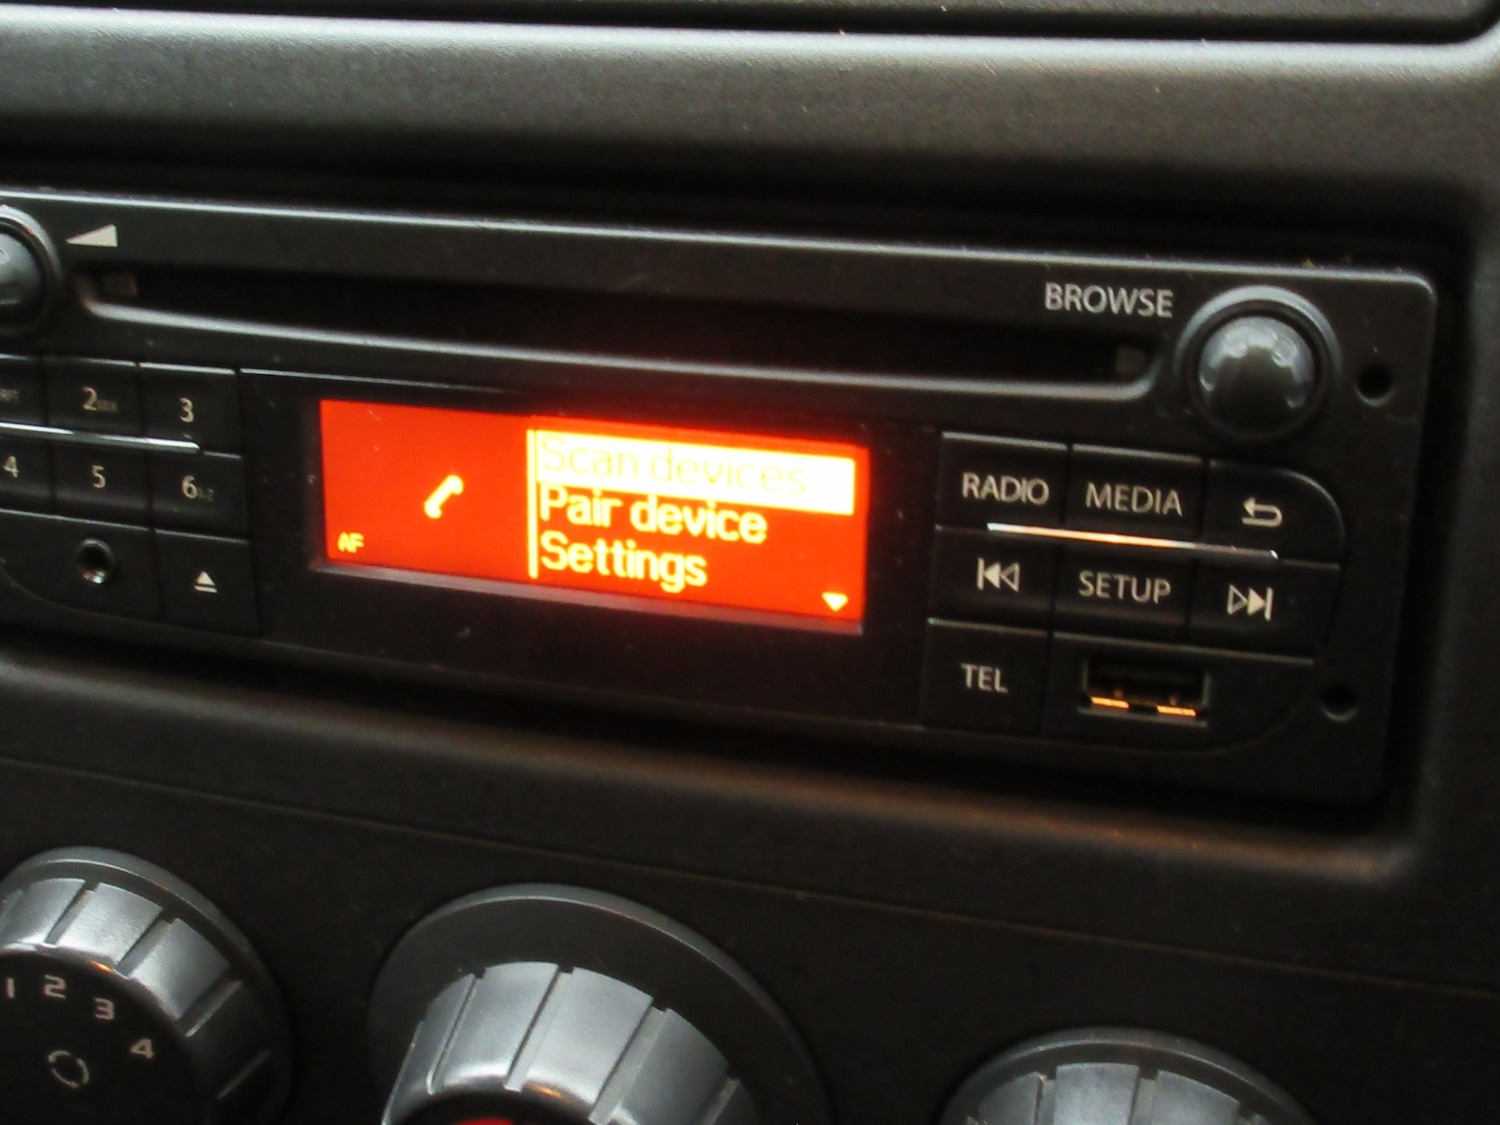 BROWSE
2
3
4
5
6
AF
Scan devices
Pair device
Settings
RADIO
MEDIA
SETUP
TEL
1
2
3
4